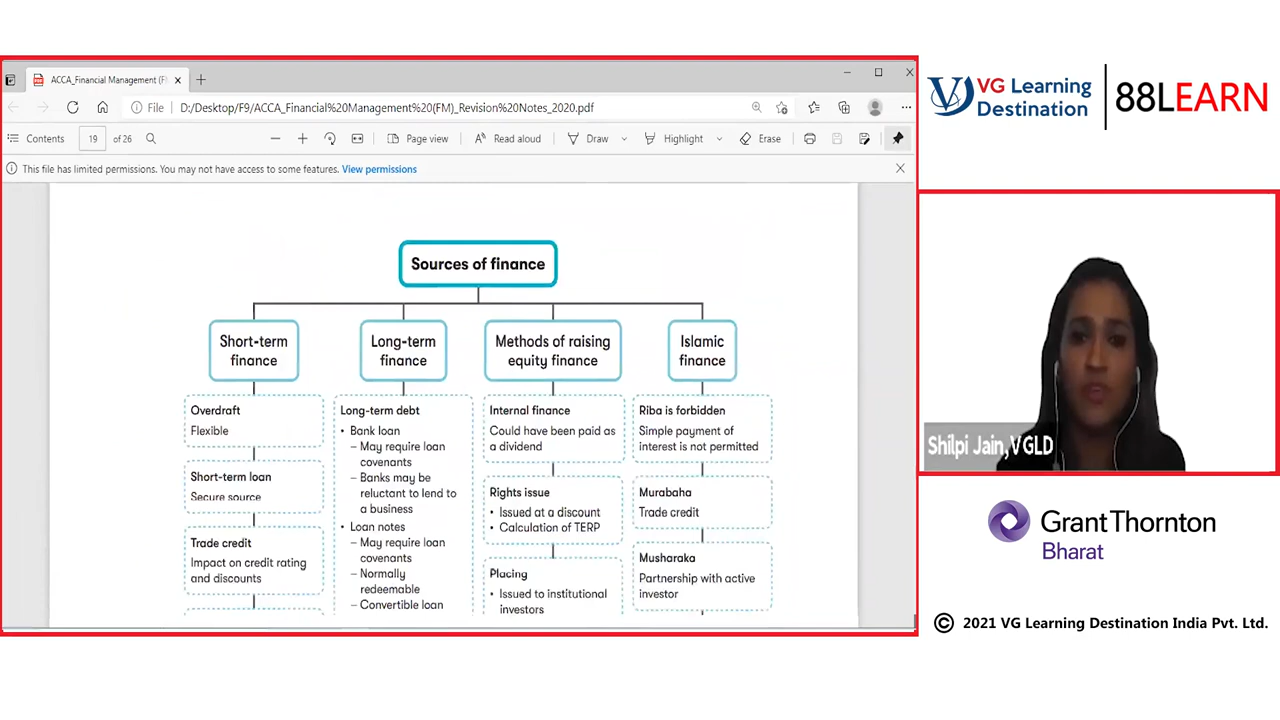 ACCA_Financial Management (F
File
D:/Desktop/F9/ACCA_Financial%20Management%20(FM)_Revision%20Notes_2020.pdf
Contents
19
of 26
Page view
Read aloud
Draw
Highlight
Erase
This file has limited permissions. You may not have access to some features. View permissions
Sources of finance
Short-term
finance
Overdraft
Flexible
Short-term loan
Secure source
Trade credit
Impact on credit rating
and discounts
Long-term
finance
Long-term debt
• Bank loan
– May require loan
covenants
– Banks may be
reluctant to lend to
a business
• Loan notes
– May require loan
covenants
– Normally
redeemable
– Convertible loan
Methods of raising
equity finance
Internal finance
Could have been paid as
a dividend
Rights issue
• Issued at a discount
• Calculation of TERP
Placing
• Issued to institutional
investors
Islamic
finance
Riba is forbidden
Simple payment of
interest is not permitted
Murabaha
Trade credit
Musharaka
Partnership with active
investor
VG Learning
Destination
88LEARN
Shilpi Jain,VGLD
Grant Thornton
Bharat
© 2021 VG Learning Destination India Pvt. Ltd.